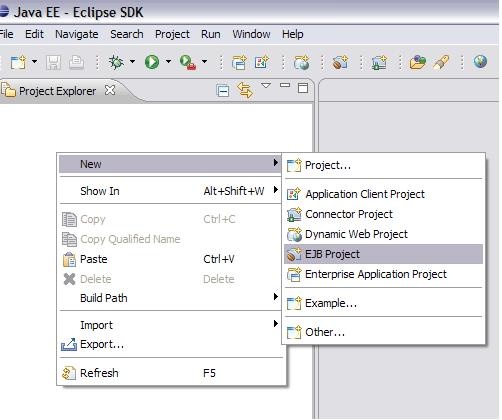 Java EE - Eclipse SDK
File Edit Navigate Search Project Run Window Help
Project Explorer
New
Show In Alt+Shift+W
Copy Ctrl+C
Copy Qualified Name
Paste Ctrl+V
Delete Delete
Build Path
Import
Export...
Refresh F5
Project...
Application Client Project
Connector Project
Dynamic Web Project
EJB Project
Enterprise Application Project
Example...
Other...